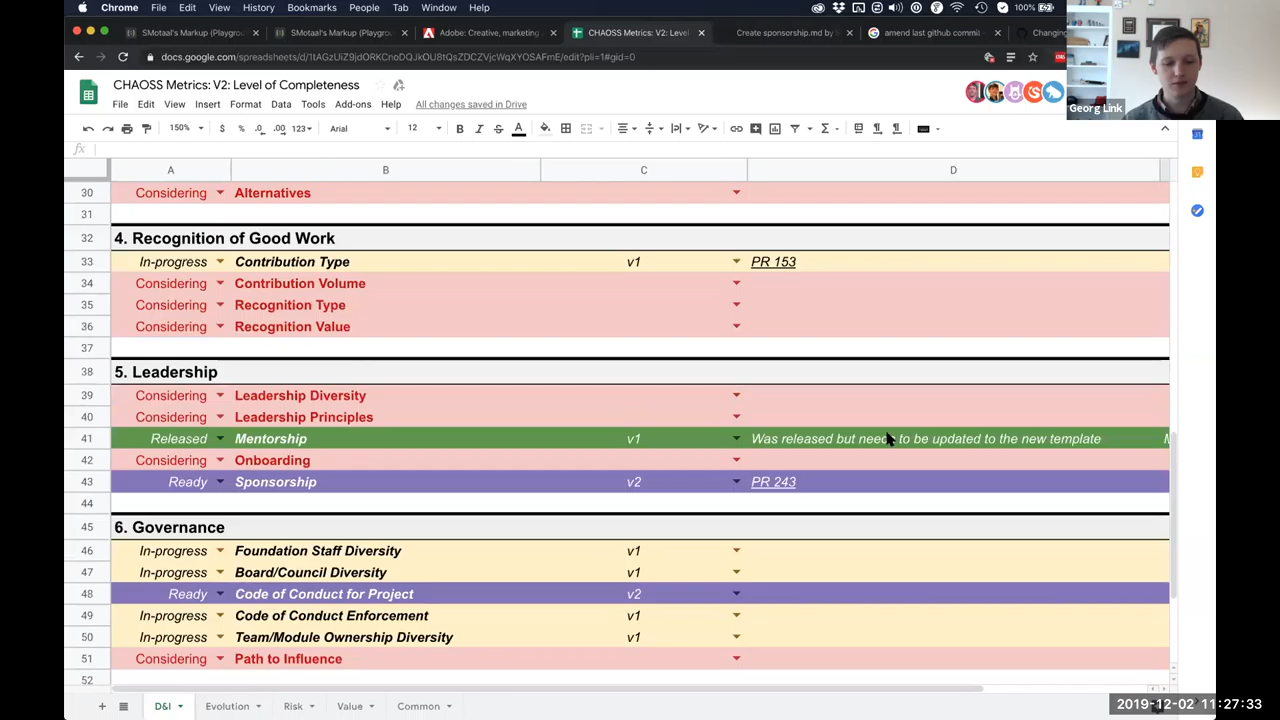 Chrome File Edit View History Bookmarks People Tab Window Help 100%
SMotaal's Markup (Playgrou SMotaal's Markup (Playgrou Adobe: Creative, marketing CHAOSS Metrics: V2: Level Create sponsorship.md by k amend last github commit - Changing
docs.google.com/spreadsheets/d/
CHAOSS Metrics: V2: Level of Completeness
Georg Link
File Edit View Insert Format Data Tools Add-ons Help All changes saved in Drive
150% $ % .0 .00 123 Arial 12 B I S A
fx
A B C D
30 Considering Alternatives
31
32 4. Recognition of Good Work
33 In-progress Contribution Type v1 PR 153
34 Considering Contribution Volume
35 Considering Recognition Type
36 Considering Recognition Value
37
38 5. Leadership
39 Considering Leadership Diversity
40 Considering Leadership Principles
41 Released Mentorship v1 Was released but needs to be updated to the new template
42 Considering Onboarding
43 Ready Sponsorship v2 PR 243
44
45 6. Governance
46 In-progress Foundation Staff Diversity v1
47 In-progress Board/Council Diversity v1
48 Ready Code of Conduct for Project v2
49 In-progress Code of Conduct Enforcement v1
50 In-progress Team/Module Ownership Diversity v1
51 Considering Path to Influence
52
D&I Evolution Risk Value Common
2019-12-02 11:27:33